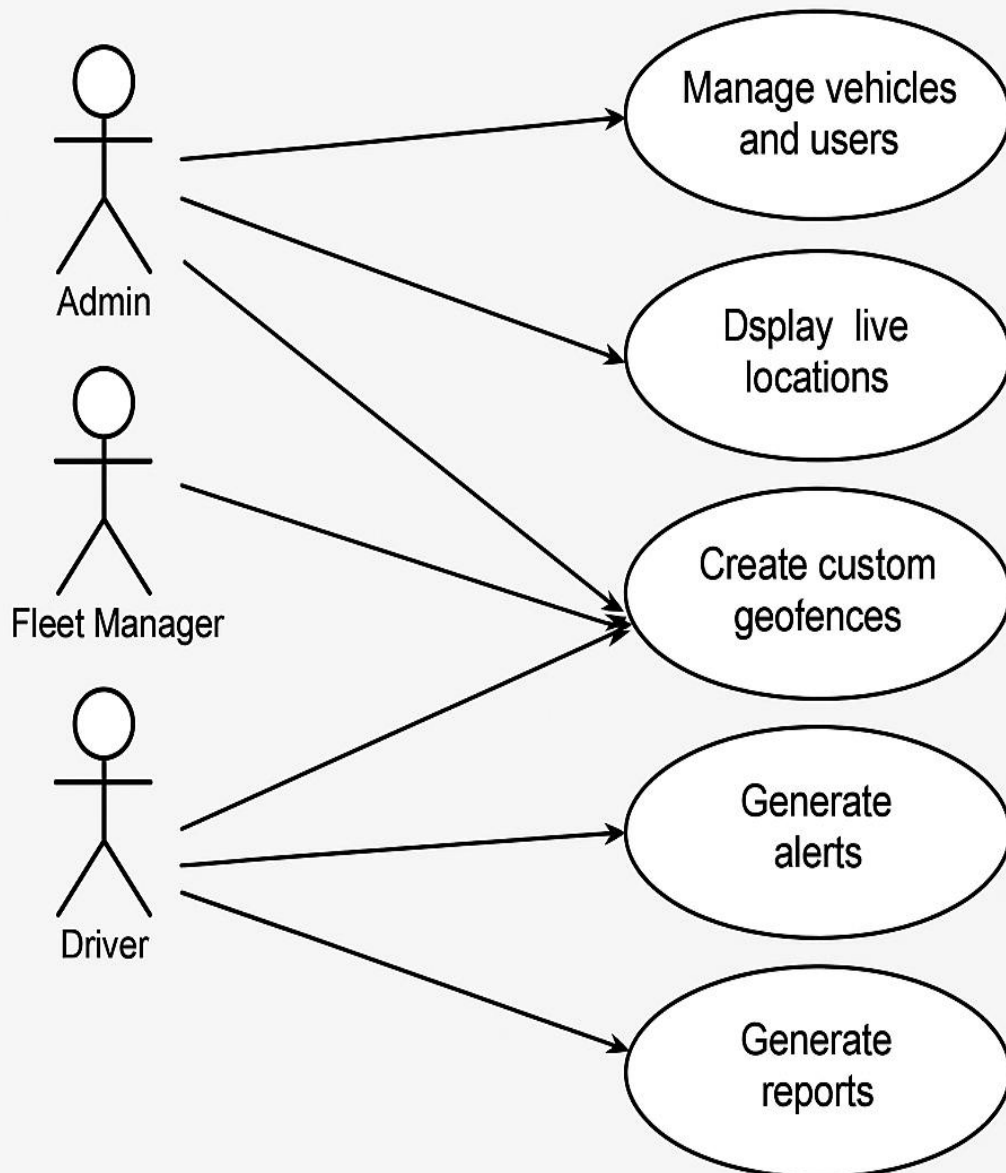 Manage vehicles
and users
Admin
Dsplay live
locations
Fleet Manager
Create custom
geofences
Driver
Generate
alerts
Generate
reports